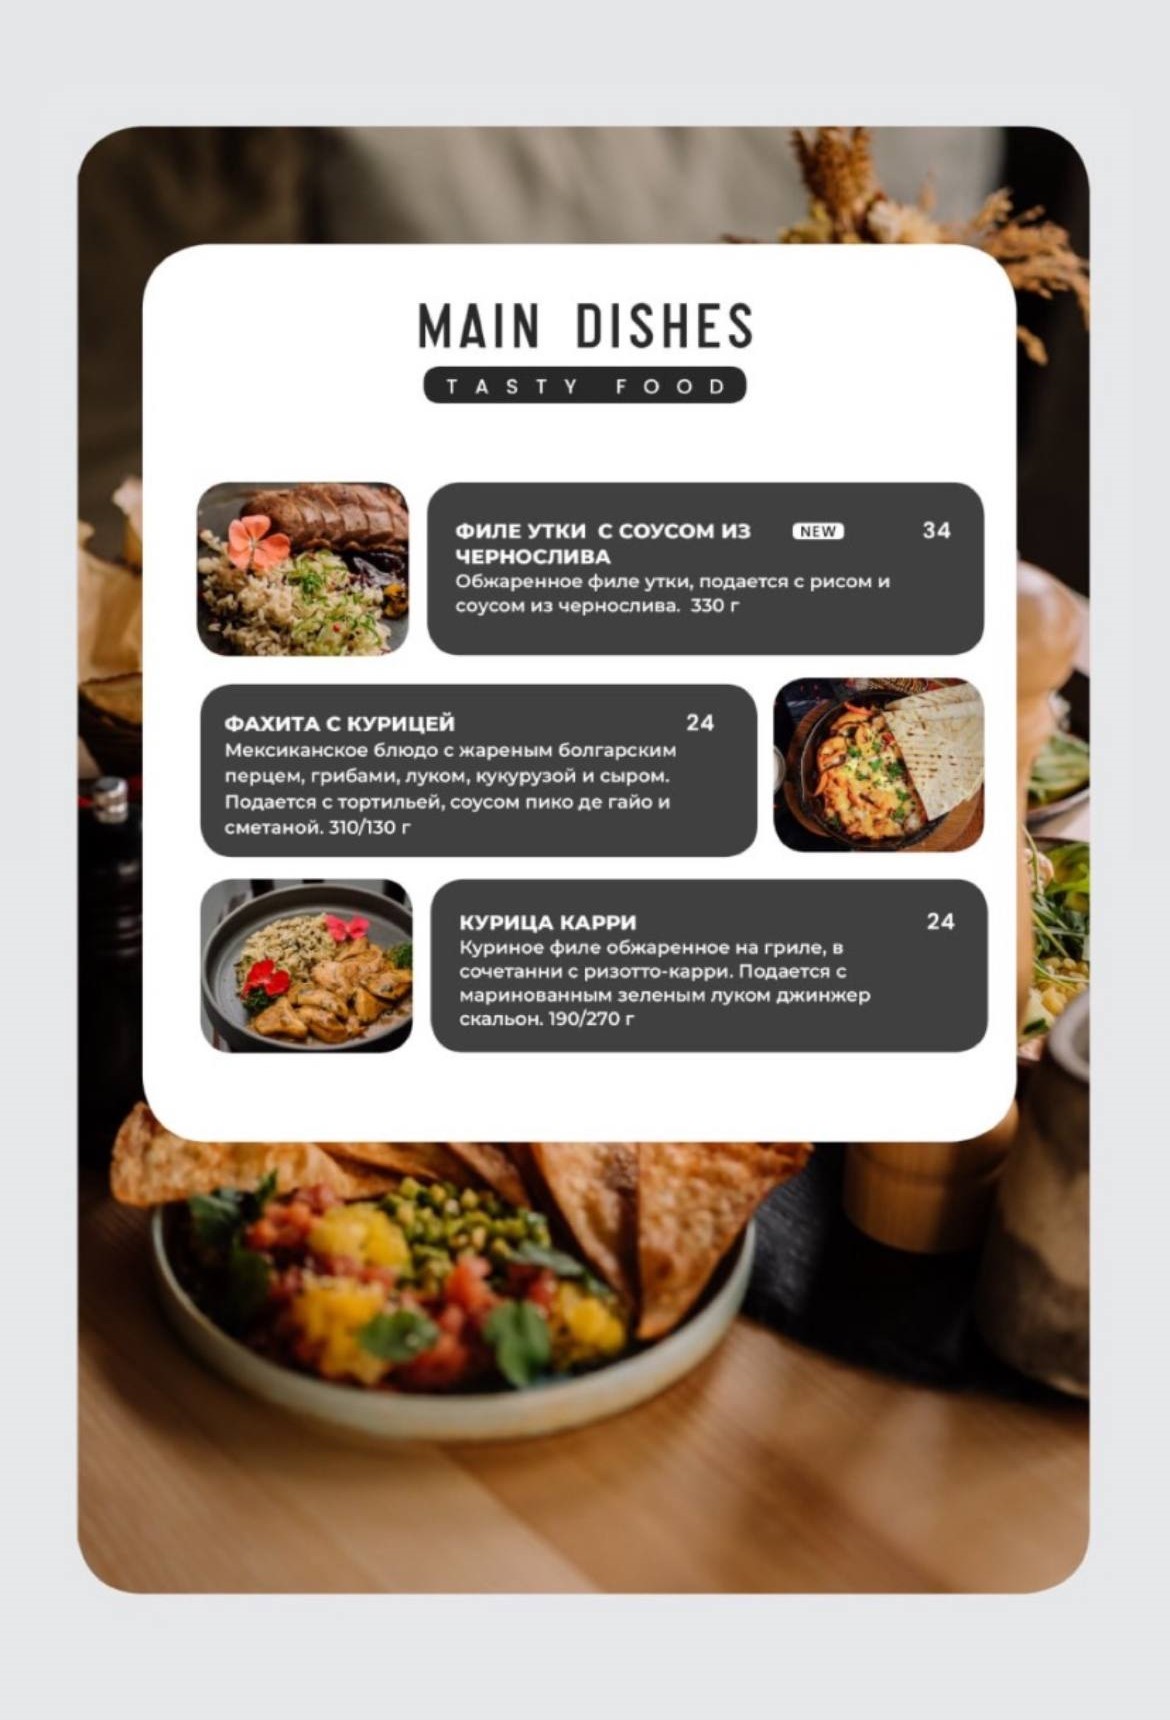 MAIN DISHES
TASTY FOOD
ФИЛЕ УТКИ С СОУСОМ ИЗ NEW 34
ЧЕРНОСЛИВА
Обжаренное филе утки, подается с рисом и
соусом из чернослива. 330 г
ФАХИТА С КУРИЦЕЙ 24
Мексиканское блюдо с жареным болгарским
перцем, грибами, луком, кукурузой и сыром.
Подается с тортильей, соусом пико де гайо и
сметаной. 310/130 г
КУРИЦА КАРРИ 24
Куриное филе обжаренное на гриле, в
сочетанни с ризотто-карри. Подается с
маринованным зеленым луком джинжер
скальон. 190/270 г